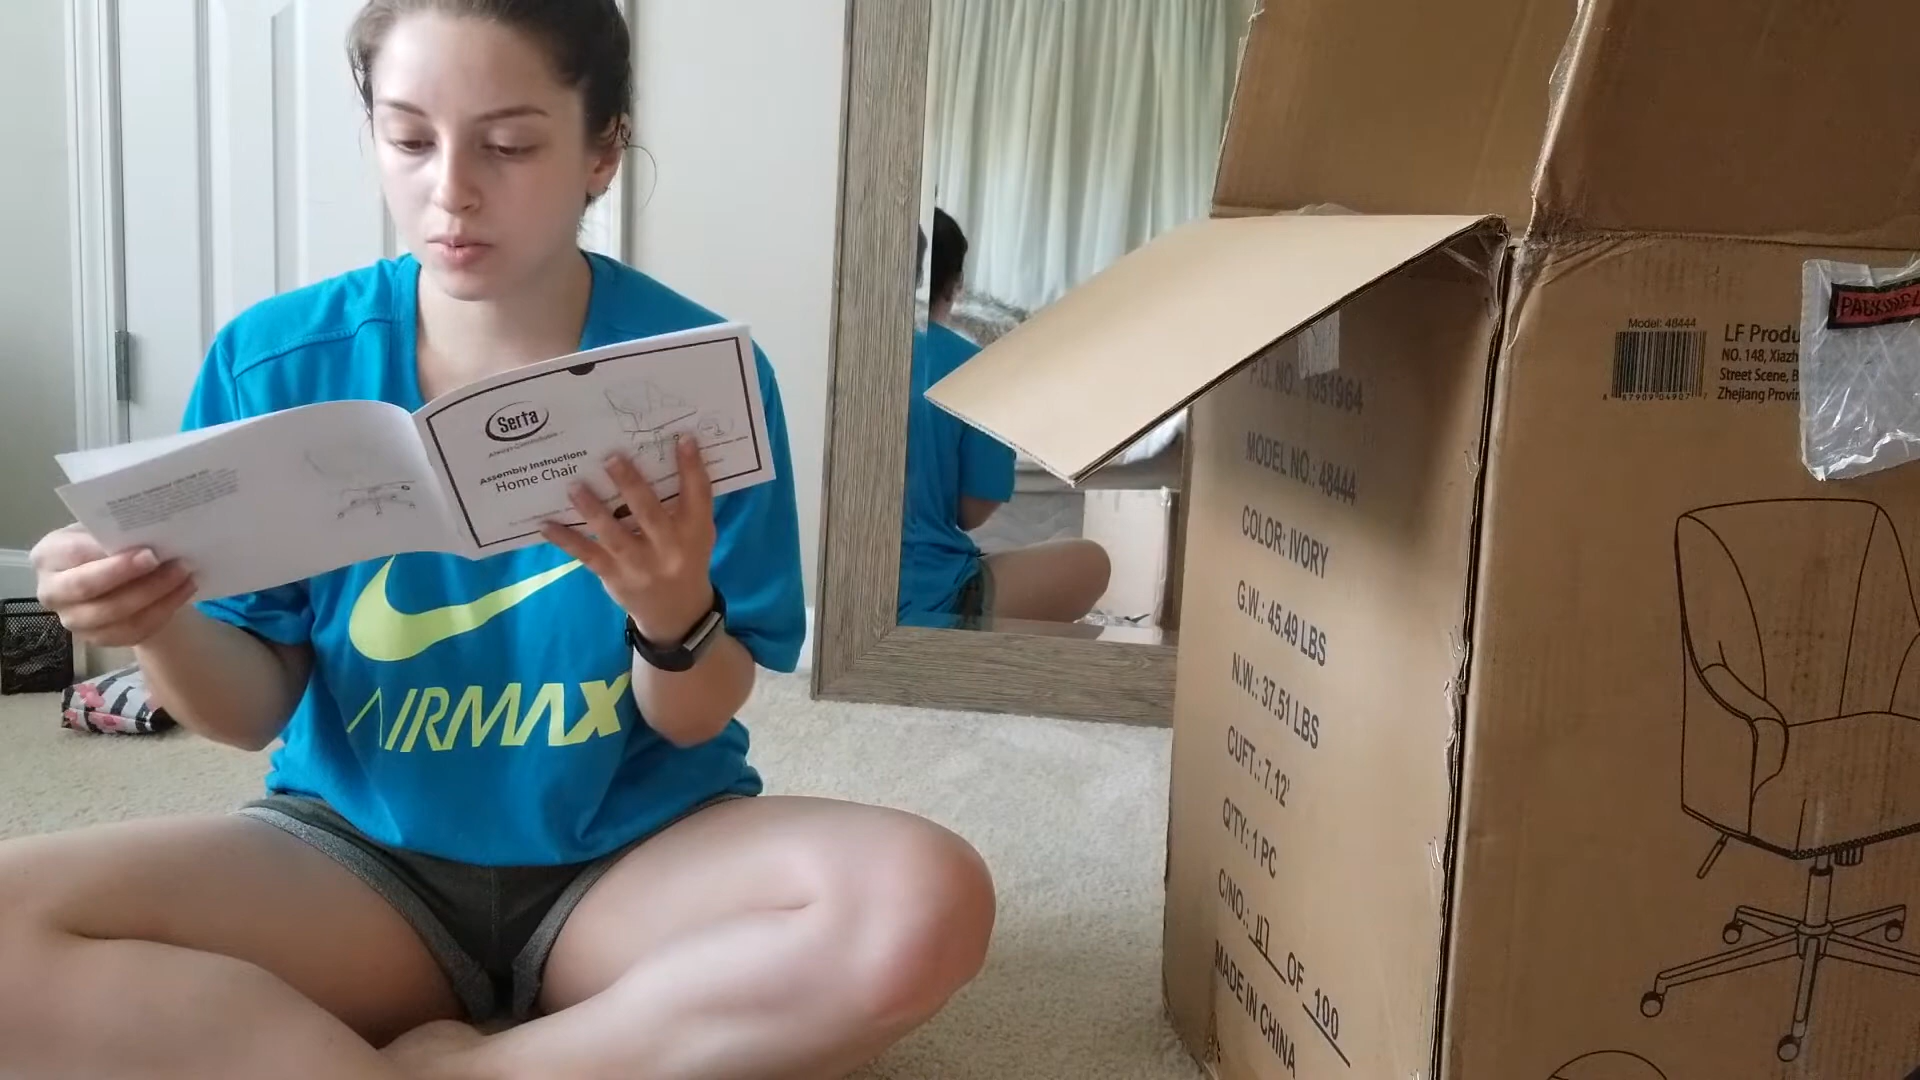 Serta
Assembly Instructions
Home Chair
AIRMAX
P.O. NO.: 1351964
MODEL NO.: 48444
COLOR: IVORY
G.W.: 45.49 LBS
N.W.: 37.51 LBS
CUFT.: 7.12'
Q'TY: 1 PC
C/NO.: 47 OF 100
MADE IN CHINA
Model: 48444
LF Produ
NO. 148, Xiazh
Street Scene, B
Zhejiang Provin
PACKING L